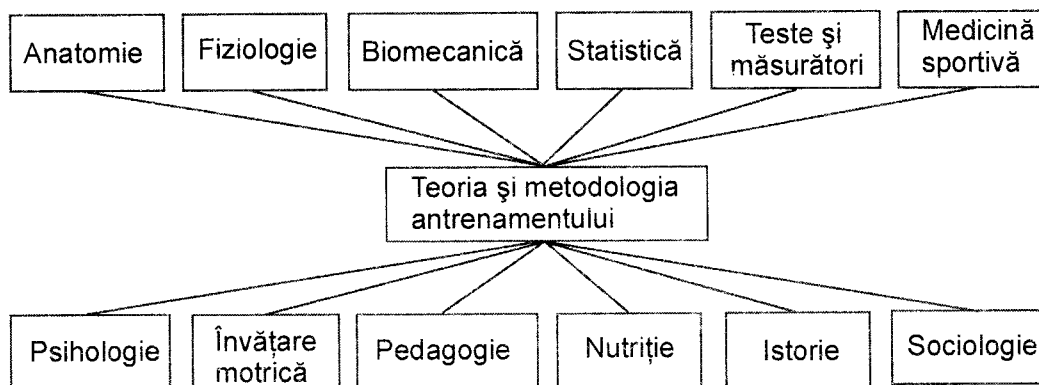 Anatomie
Fiziologie
Biomecanică
Statistică
Teste şi
măsurători
Medicină
sportivă
Teoria şi metodologia
antrenamentului
Psihologie
Învăţare
motrică
Pedagogie
Nutriţie
Istorie
Sociologie